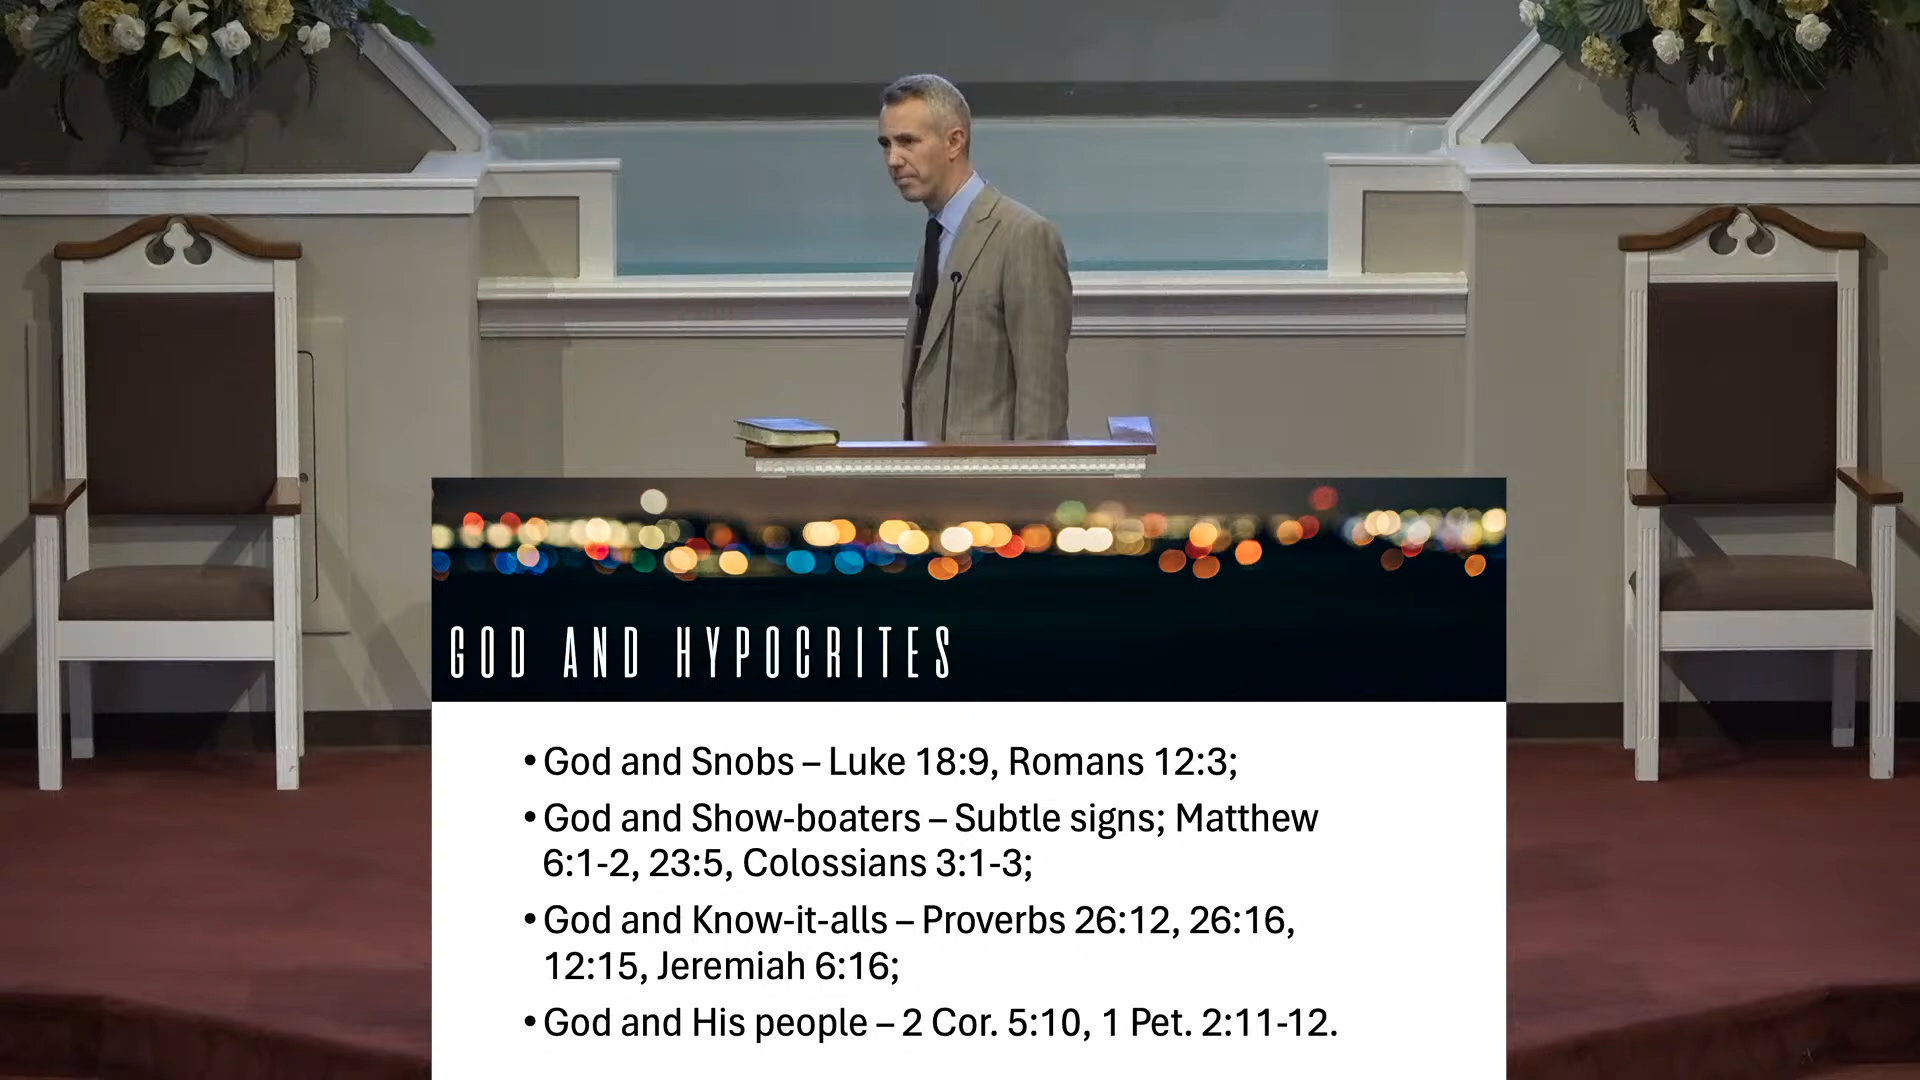 GOD AND HYPOCRITES
• God and Snobs – Luke 18:9, Romans 12:3;
• God and Show-boaters – Subtle signs; Matthew
6:1-2, 23:5, Colossians 3:1-3;
• God and Know-it-alls – Proverbs 26:12, 26:16,
12:15, Jeremiah 6:16;
• God and His people – 2 Cor. 5:10, 1 Pet. 2:11-12.